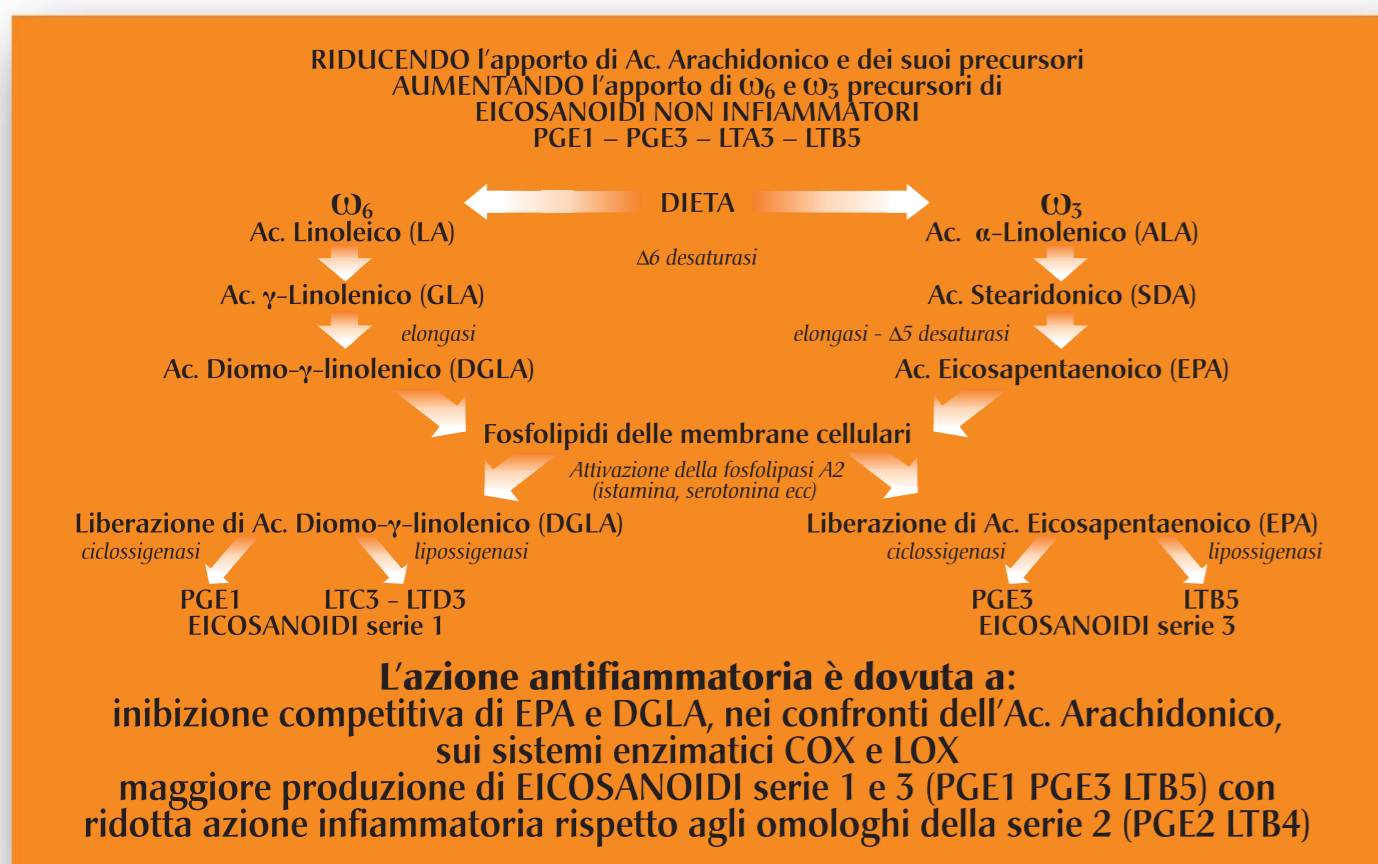 RIDUCENDO l'apporto di Ac. Arachidonico e dei suoi precursori
AUMENTANDO l'apporto di ω6 e ω3 precursori di
EICOSANOIDI NON INFIAMMATORI
PGE1 – PGE3 – LTA3 – LTB5
ω6 DIETA ω3
Ac. Linoleico (LA) Ac. α-Linolenico (ALA)
Δ6 desaturasi
Ac. γ-Linolenico (GLA) Ac. Stearidonico (SDA)
elongasi elongasi - Δ5 desaturasi
Ac. Diomo-γ-linolenico (DGLA) Ac. Eicosapentaenoico (EPA)
Fosfolipidi delle membrane cellulari
Attivazione della fosfolipasi A2
(istamina, serotonina ecc)
Liberazione di Ac. Diomo-γ-linolenico (DGLA) Liberazione di Ac. Eicosapentaenoico (EPA)
ciclossigenasi lipossigenasi ciclossigenasi lipossigenasi
PGE1 LTC3 – LTD3 PGE3 LTB5
EICOSANOIDI serie 1 EICOSANOIDI serie 3
L'azione antifiammatoria è dovuta a:
inibizione competitiva di EPA e DGLA, nei confronti dell'Ac. Arachidonico,
sui sistemi enzimatici COX e LOX
maggiore produzione di EICOSANOIDI serie 1 e 3 (PGE1 PGE3 LTB5) con
ridotta azione infiammatoria rispetto agli omologhi della serie 2 (PGE2 LTB4)